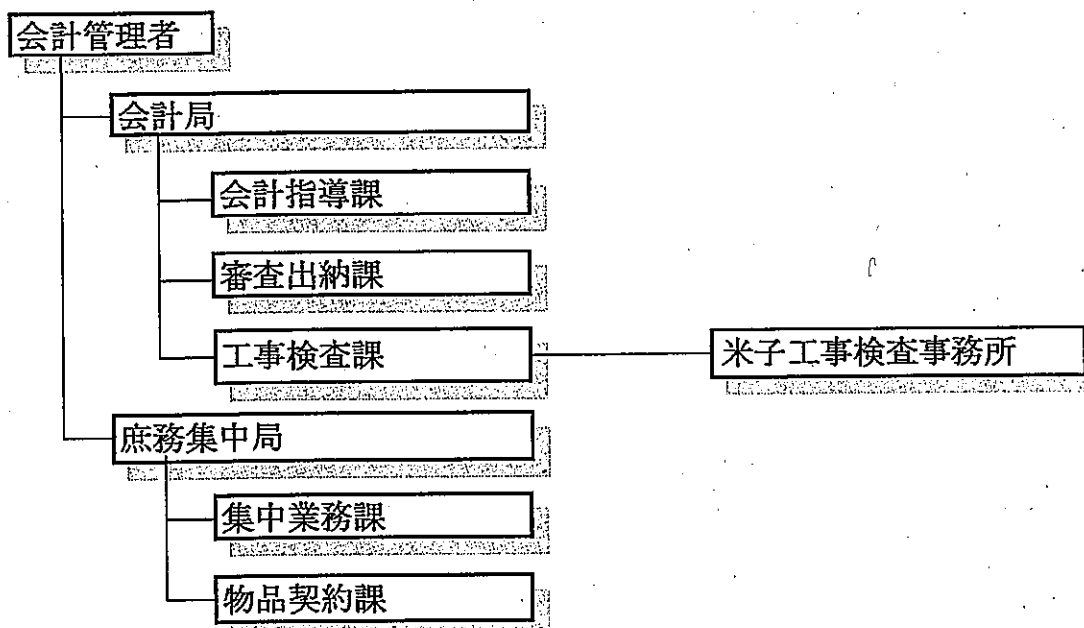 会計管理者
会計局
会計指導課
審査出納課
工事検査課
米子工事検査事務所
庶務集中局
集中業務課
物品契約課